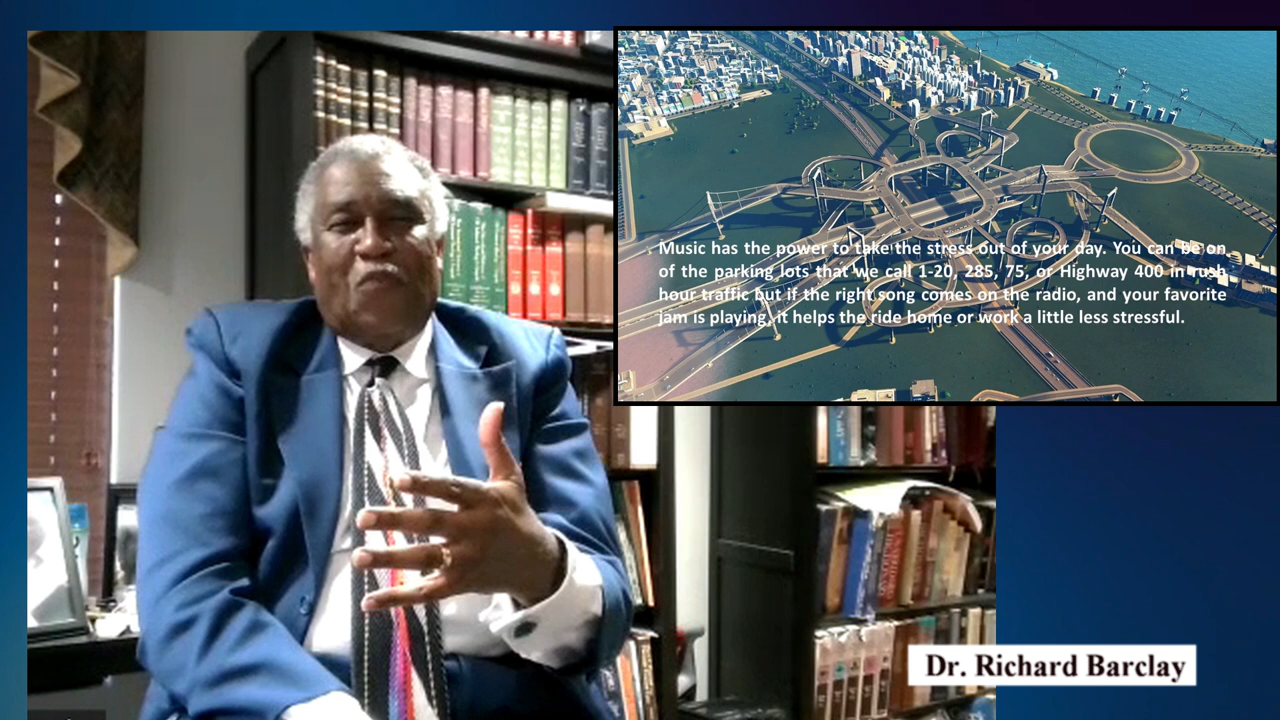 Music has the power to take the stress out of your day. You can be on
of the parking lots that we call 1-20, 285, 75, or Highway 400 in rush
hour traffic but if the right song comes on the radio, and your favorite
jam is playing, it helps the ride home or work a little less stressful.
Dr. Richard Barclay